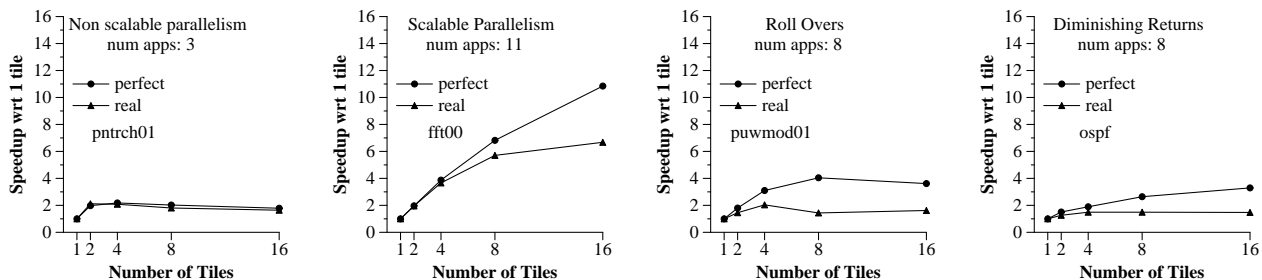 Non scalable parallelism
num apps: 3
perfect
real
pntrch01
Speedup wrt 1 tile
16
14
12
10
8
6
4
2
0
1 2 4 8 16
Number of Tiles
Scalable Parallelism
num apps: 11
perfect
real
fft00
Speedup wrt 1 tile
16
14
12
10
8
6
4
2
0
1 2 4 8 16
Number of Tiles
Roll Overs
num apps: 8
perfect
real
puwmod01
Speedup wrt 1 tile
16
14
12
10
8
6
4
2
0
1 2 4 8 16
Number of Tiles
Diminishing Returns
num apps: 8
perfect
real
ospf
Speedup wrt 1 tile
16
14
12
10
8
6
4
2
0
1 2 4 8 16
Number of Tiles